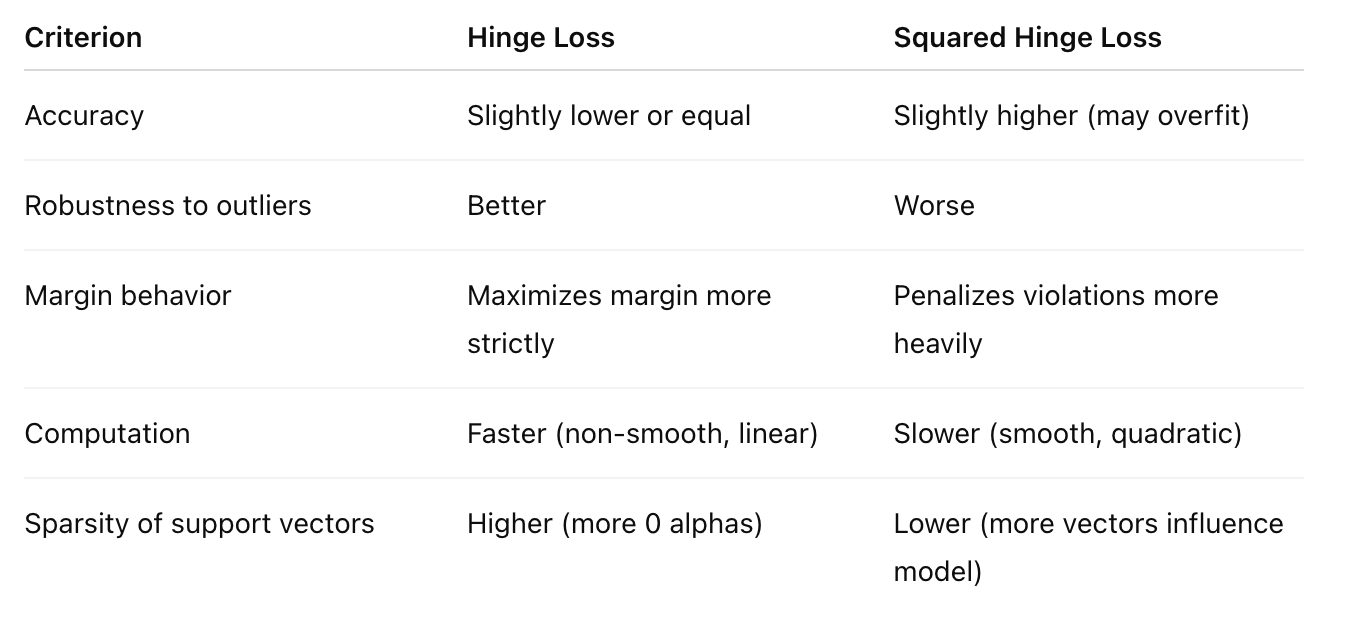 Criterion Hinge Loss Squared Hinge Loss
Accuracy Slightly lower or equal Slightly higher (may overfit)
Robustness to outliers Better Worse
Margin behavior Maximizes margin more Penalizes violations more
strictly heavily
Computation Faster (non-smooth, linear) Slower (smooth, quadratic)
Sparsity of support vectors Higher (more 0 alphas) Lower (more vectors influence
model)